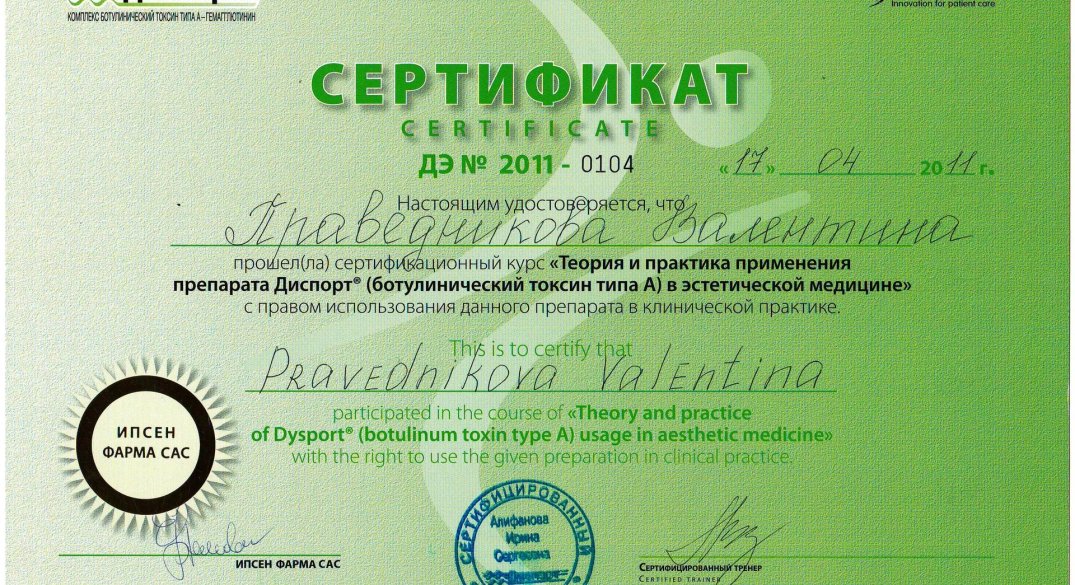 КОМПЛЕКС БОТУЛИНИЧЕСКИЙ ТОКСИН ТИПА А – ГЕМАГГЛЮТИНИН
Innovation for patient care
СЕРТИФИКАТ
CERTIFICATE
ДЭ № 2011 - 0104 «17» 04 2011 г.
Настоящим удостоверяется, что
Праведникова Валентина
прошел(ла) сертификационный курс «Теория и практика применения
препарата Диспорт® (ботулинический токсин типа А) в эстетической медицине»
с правом использования данного препарата в клинической практике.
This is to certify that
Pravednikova Valentina
participated in the course of «Theory and practice
of Dysport® (botulinum toxin type A) usage in aesthetic medicine»
with the right to use the given preparation in clinical practice.
ИПСЕН
ФАРМА САС
СЕРТИФИЦИРОВАННЫЙ
Алифанова
Ирина
Сергеевна
ИПСЕН ФАРМА САС
Сертифицированный тренер
Certified trainer